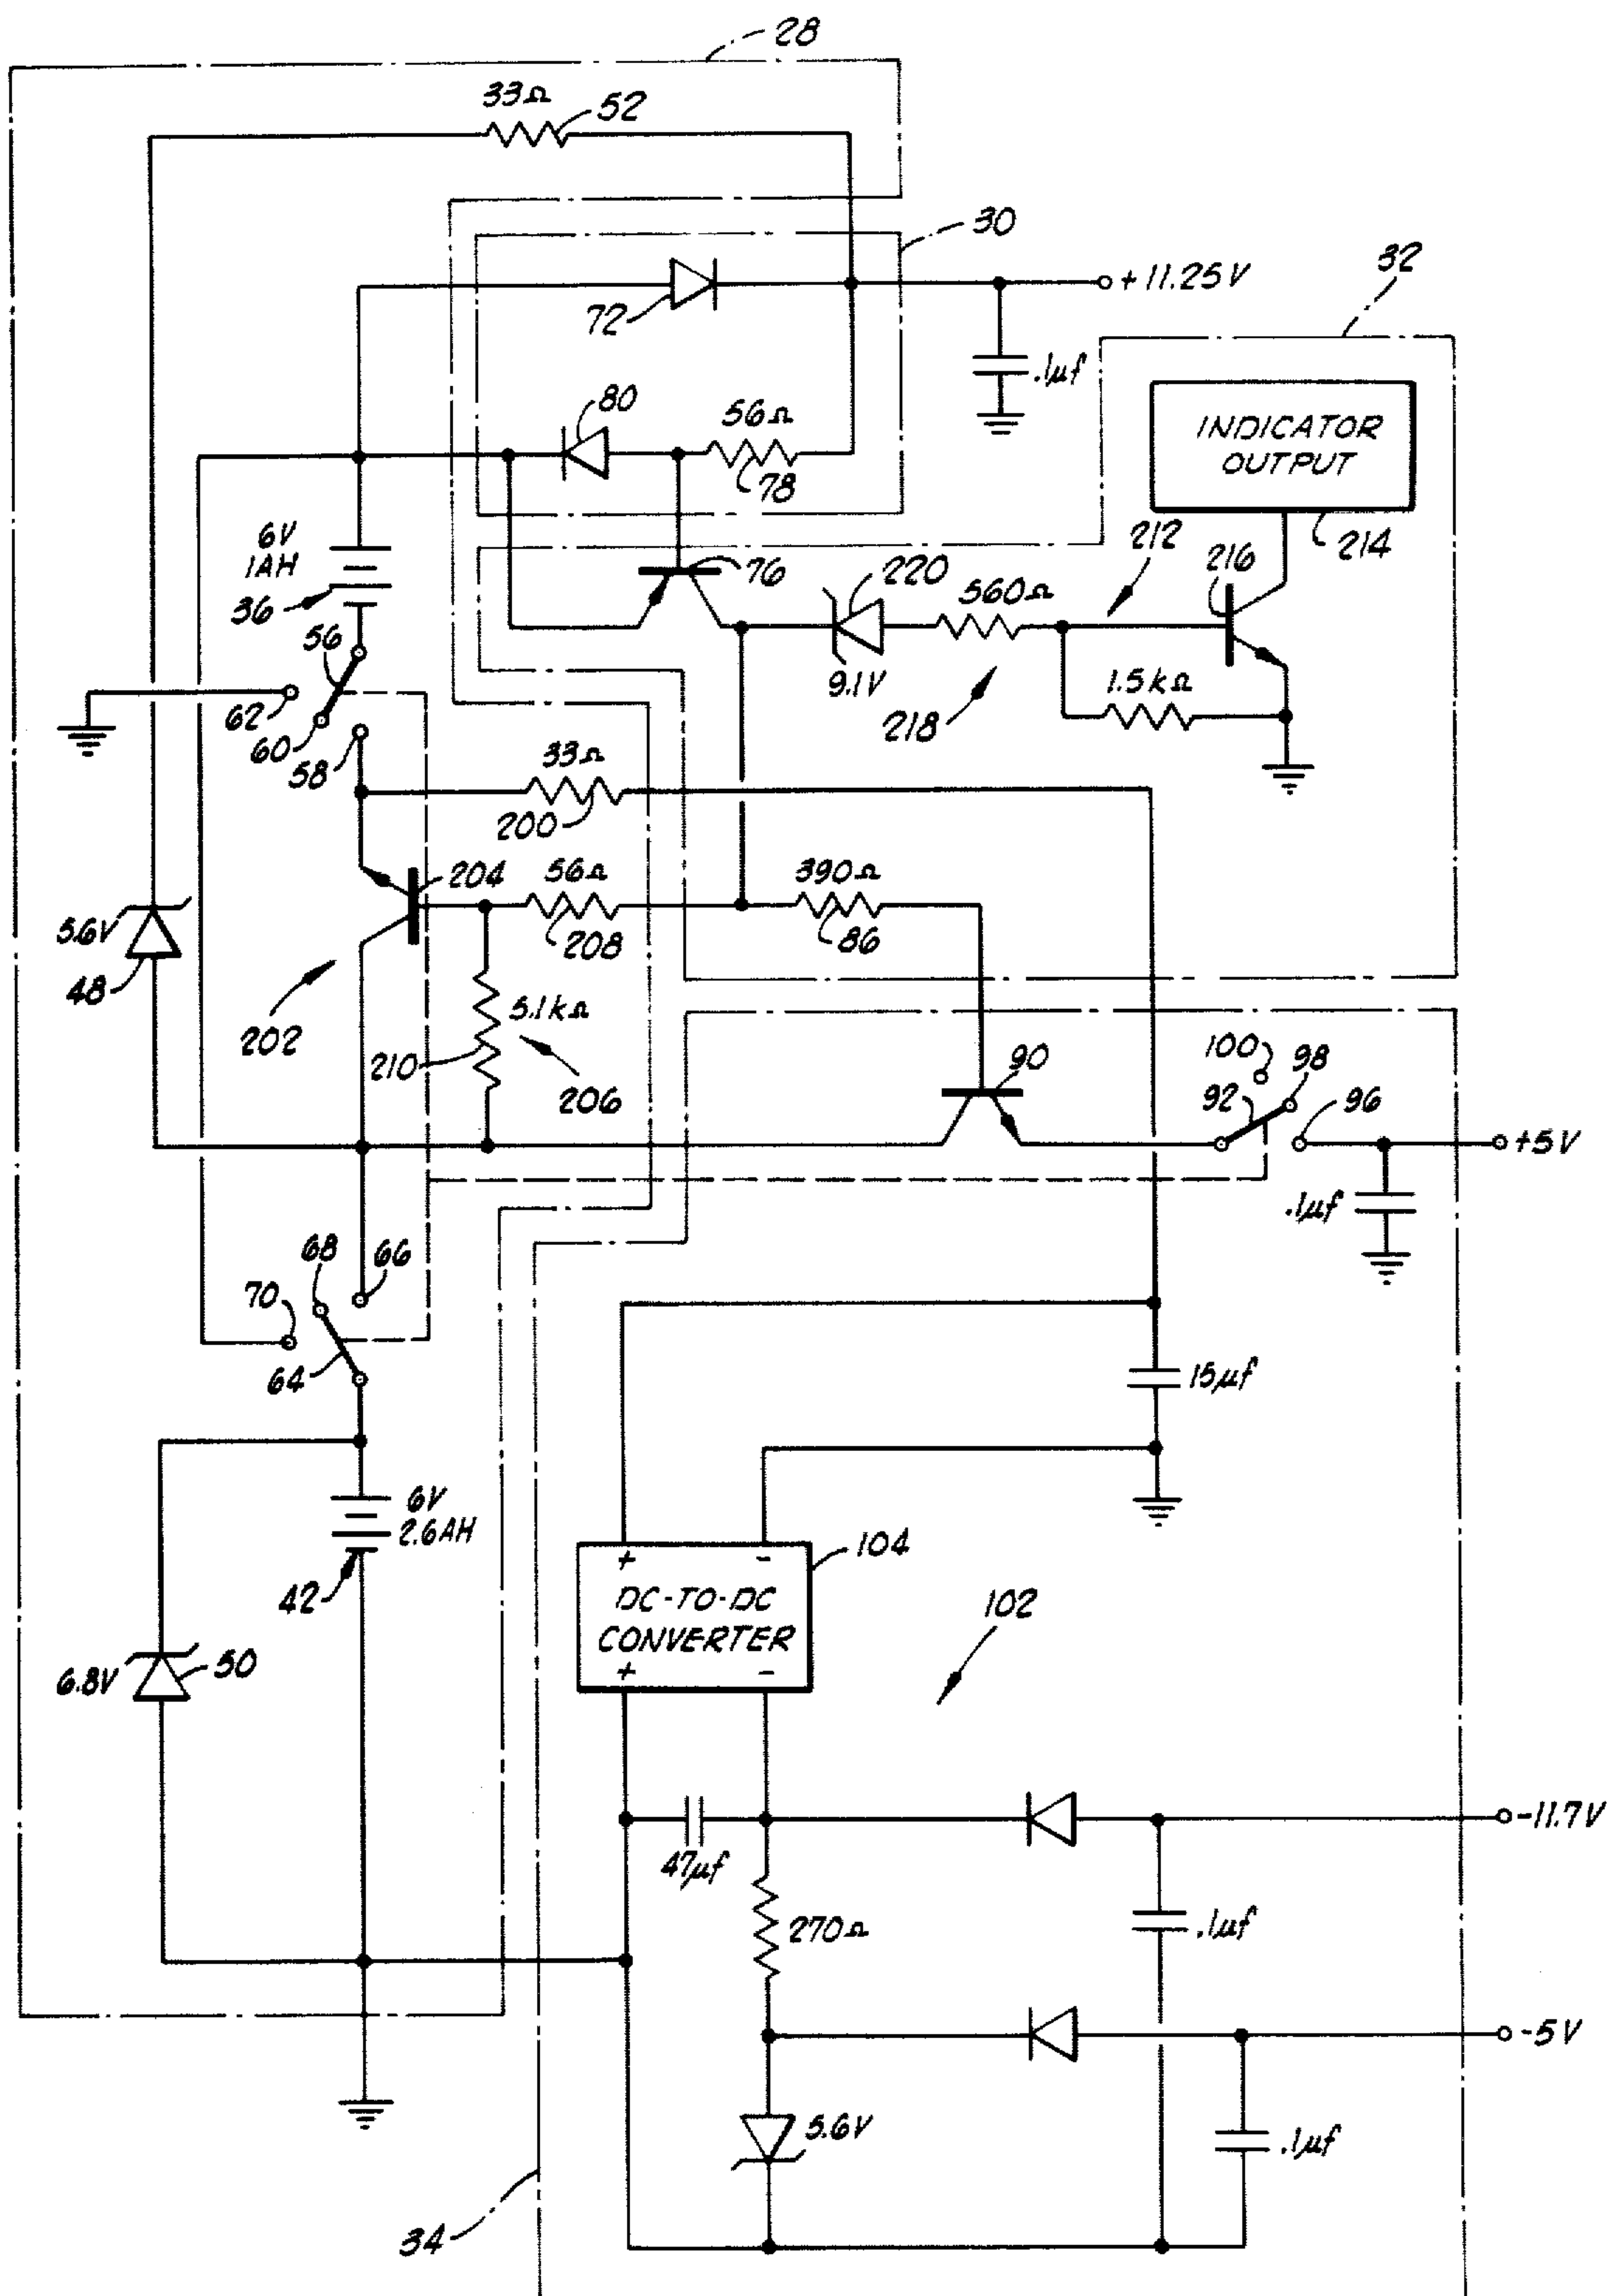 28
33Ω
52
30
+11.25V
32
72
.1µf
80
56Ω
78
INDICATOR
OUTPUT
214
6V
1AH
36
76
220
560Ω
212
216
56
9.1V
218
1.5kΩ
62
60
58
33Ω
200
204
56Ω
208
390Ω
86
5.6V
48
202
210
5.1kΩ
206
90
100
98
92
96
+5V
.1µf
68
66
70
64
15µf
6V
2.6AH
42
104
+ -
DC-TO-DC
CONVERTER
+ -
102
6.8V
50
-11.7V
47µf
270Ω
.1µf
-5V
5.6V
.1µf
34